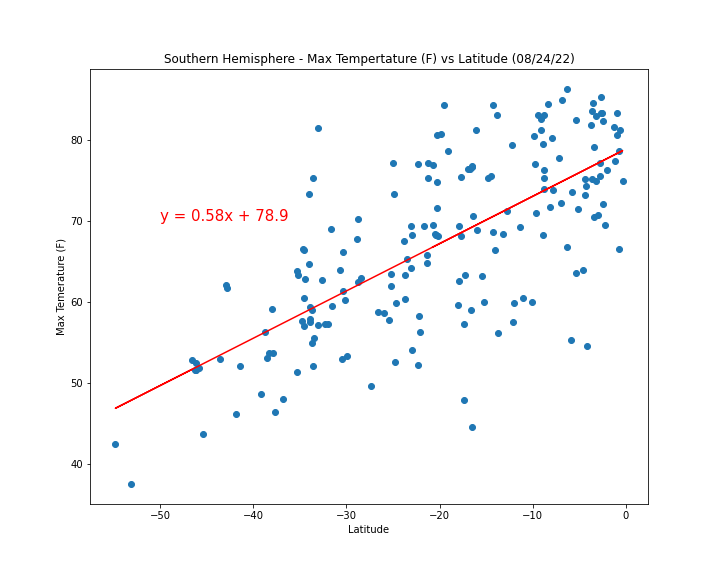 Southern Hemisphere - Max Tempertature (F) vs Latitude (08/24/22)
80
70
60
50
40
Max Temerature (F)
y = 0.58x + 78.9
−50
−40
−30
−20
−10
0
Latitude